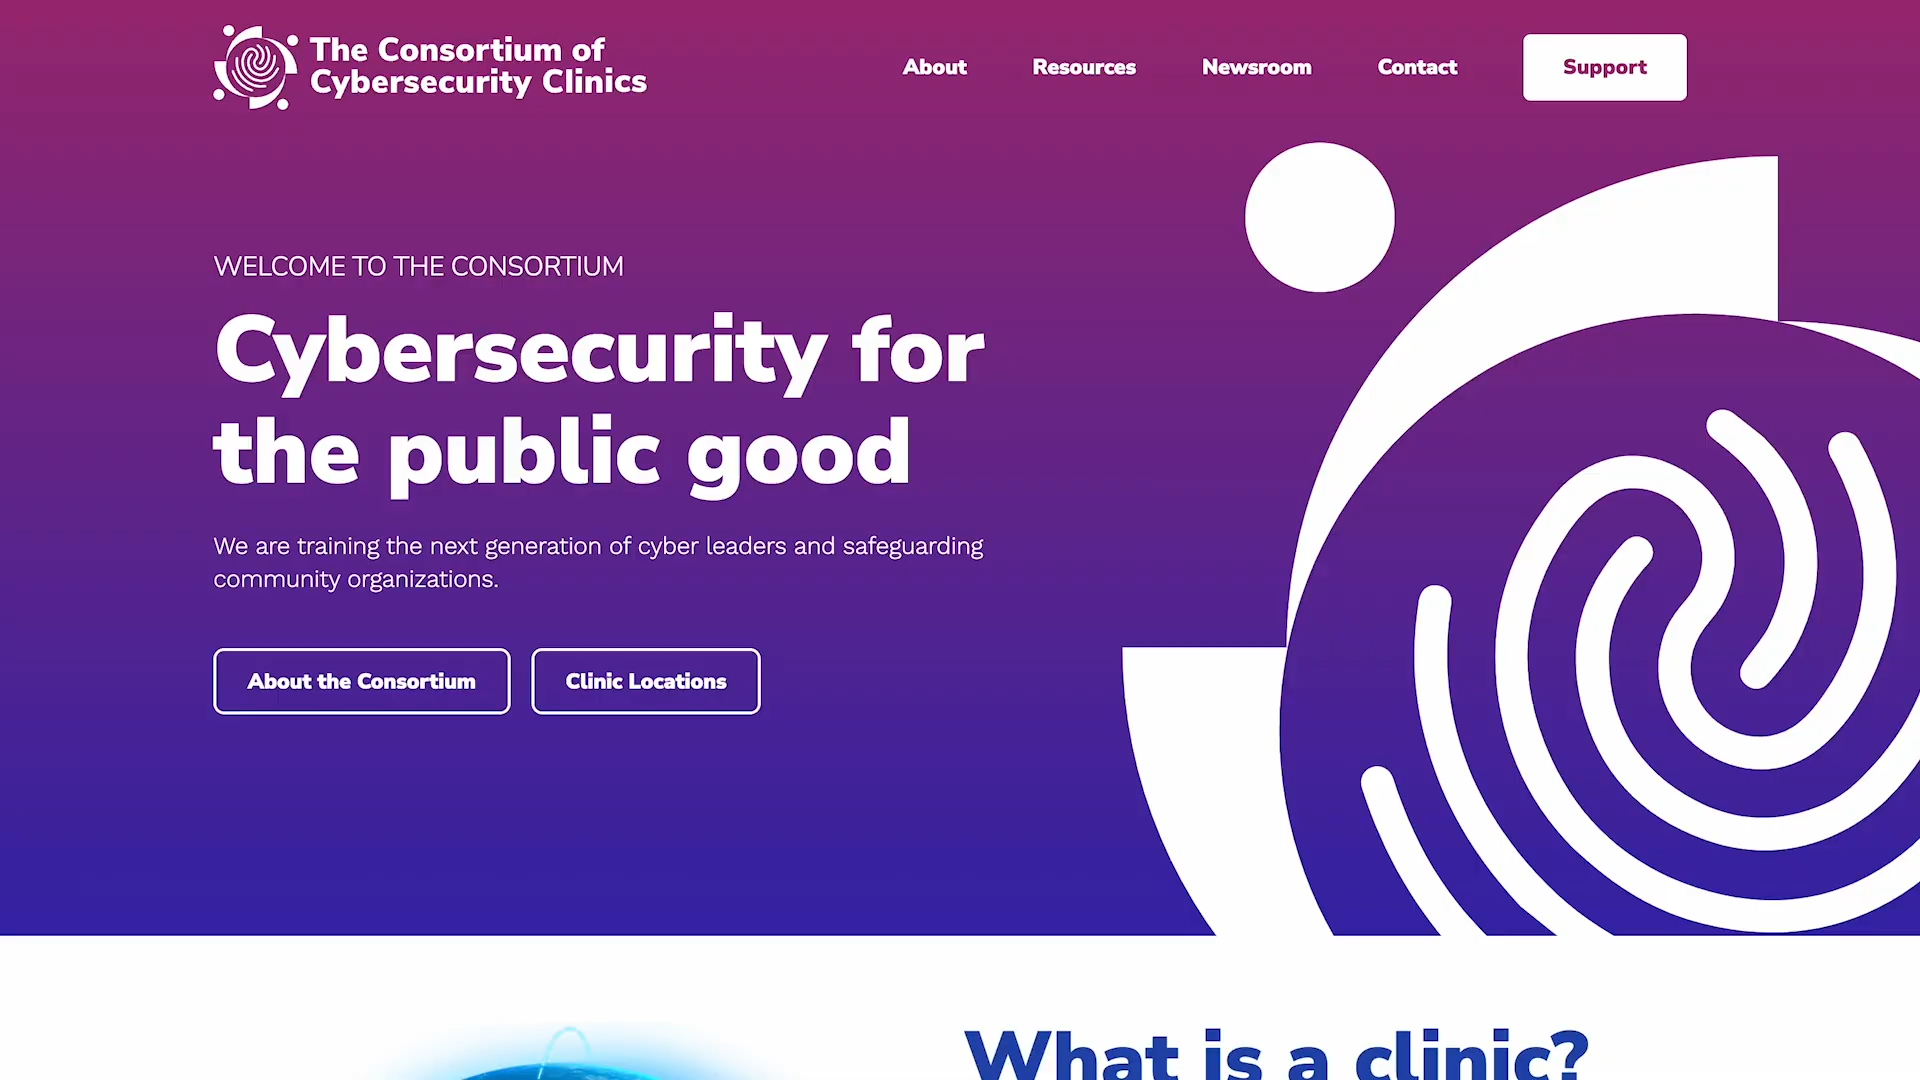 The Consortium of
Cybersecurity Clinics
About
Resources
Newsroom
Contact
Support
WELCOME TO THE CONSORTIUM
Cybersecurity for
the public good
We are training the next generation of cyber leaders and safeguarding
community organizations.
About the Consortium
Clinic Locations
What is a clinic?